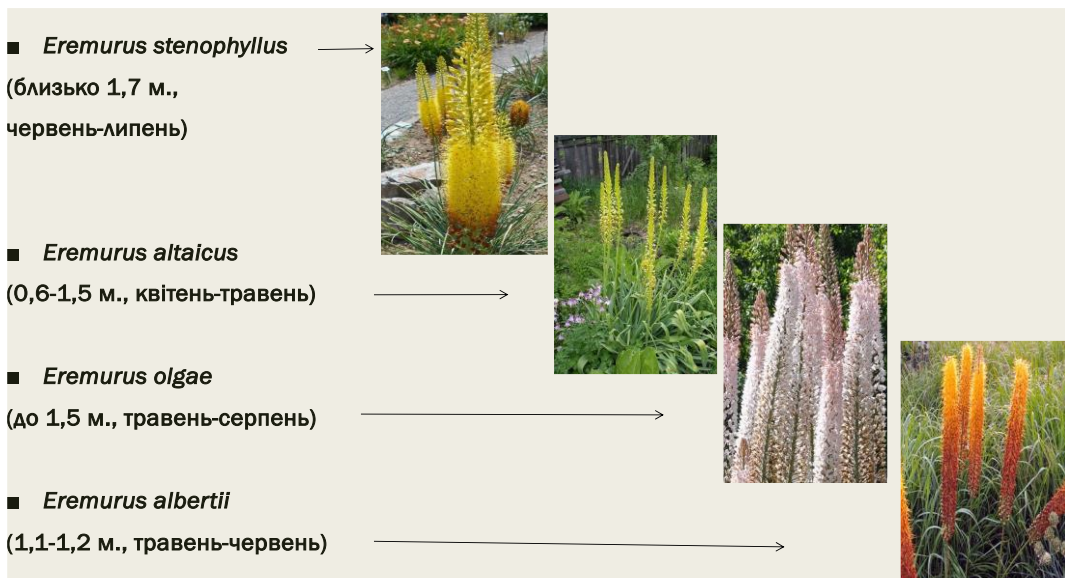 ■ Eremurus stenophyllus
(близько 1,7 м.,
червень-липень)
■ Eremurus altaicus
(0,6-1,5 м., квітень-травень)
■ Eremurus olgae
(до 1,5 м., травень-серпень)
■ Eremurus albertii
(1,1-1,2 м., травень-червень)